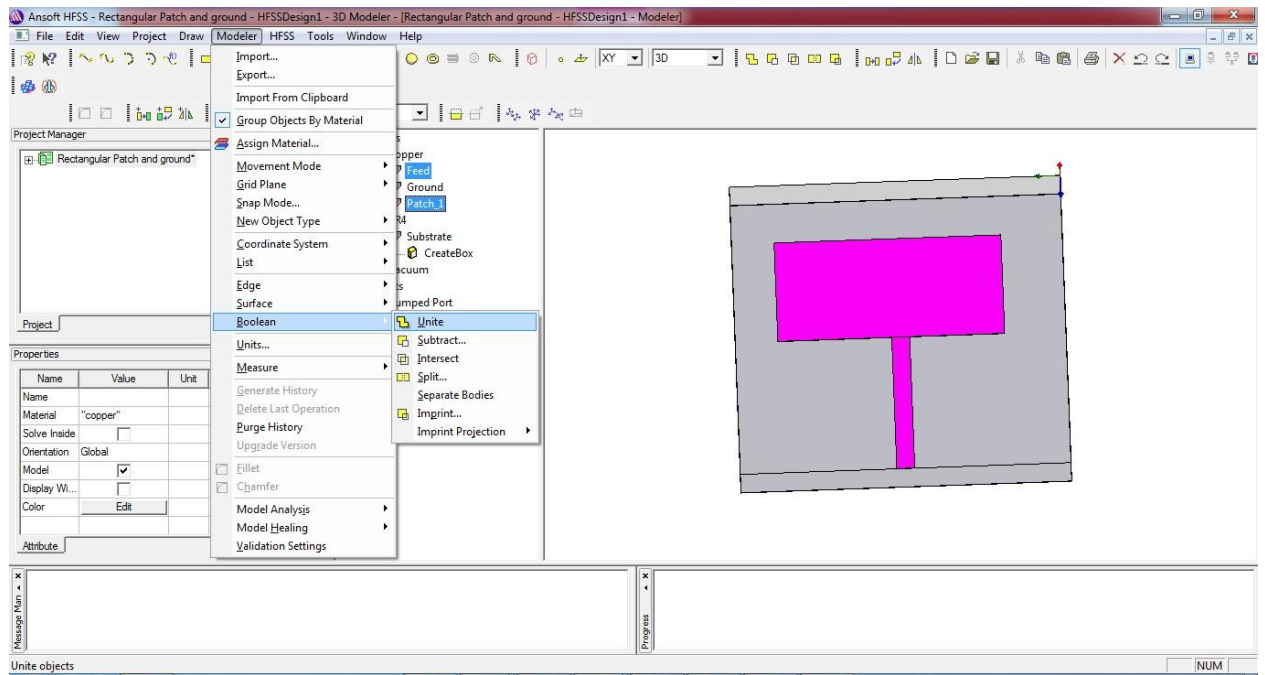 Ansoft HFSS - Rectangular Patch and ground - HFSSDesign1 - 3D Modeler - [Rectangular Patch and ground - HFSSDesign1 - Modeler]
File Edit View Project Draw Modeler HFSS Tools Window Help
XY 3D
Import...
Export...
Import From Clipboard
Group Objects By Material
Assign Material...
Movement Mode
Grid Plane
Snap Mode...
New Object Type
Coordinate System
List
Edge
Surface
Boolean
Units...
Measure
Generate History
Delete Last Operation
Purge History
Upgrade Version
Fillet
Chamfer
Model Analysis
Model Healing
Validation Settings
Unite
Subtract...
Intersect
Split...
Separate Bodies
Imprint...
Imprint Projection
Project Manager
Rectangular Patch and ground*
Project
s
opper
Feed
Ground
Patch_1
R4
Substrate
CreateBox
acuum
ts
umped Port
Properties
Name Value Unit
Name
Material "copper"
Solve Inside
Orientation Global
Model
Display Wi...
Color Edit
Attribute
Message Man
Progress
Unite objects
NUM